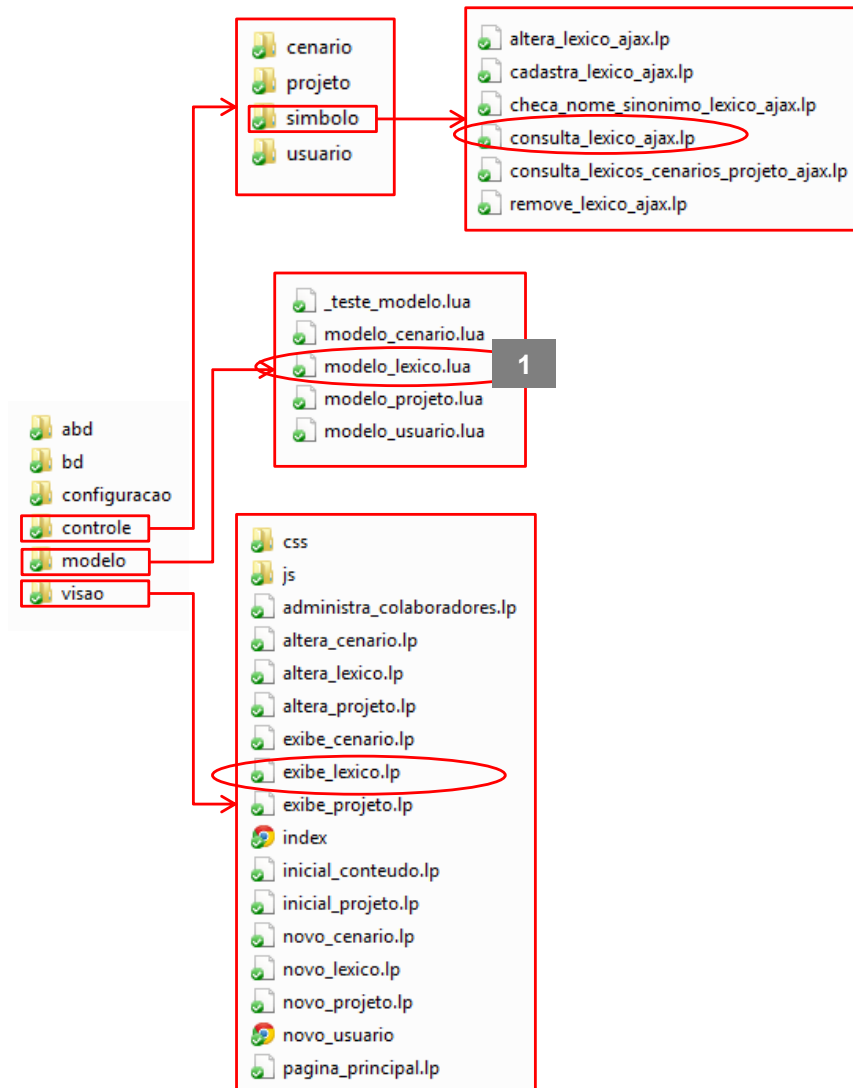 cenario
projeto
simbolo
usuario
altera_lexico_ajax.lp
cadastra_lexico_ajax.lp
checa_nome_sinonimo_lexico_ajax.lp
consulta_lexico_ajax.lp
consulta_lexicos_cenarios_projeto_ajax.lp
remove_lexico_ajax.lp
_teste_modelo.lua
modelo_cenario.lua
modelo_lexico.lua
1
modelo_projeto.lua
modelo_usuario.lua
abd
bd
configuracao
controle
modelo
visao
css
js
administra_colaboradores.lp
altera_cenario.lp
altera_lexico.lp
altera_projeto.lp
exibe_cenario.lp
exibe_lexico.lp
exibe_projeto.lp
index
inicial_conteudo.lp
inicial_projeto.lp
novo_cenario.lp
novo_lexico.lp
novo_projeto.lp
novo_usuario
pagina_principal.lp